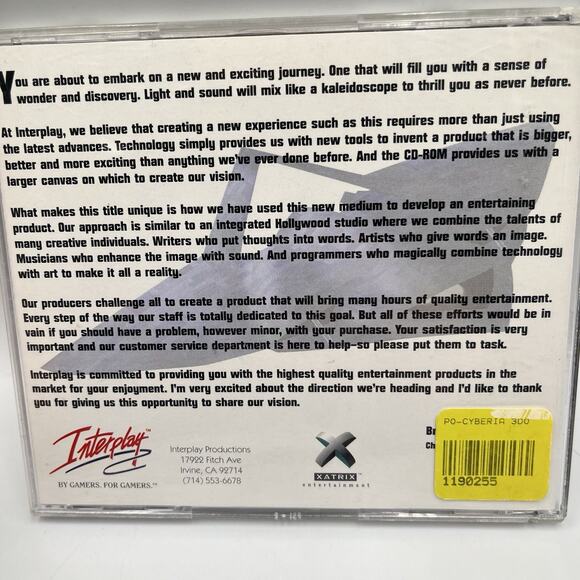 You are about to embark on a new and exciting journey. One that will fill you with a sense of
wonder and discovery. Light and sound will mix like a kaleidoscope to thrill you as never before.
At Interplay, we believe that creating a new experience such as this requires more than just using
the latest advances. Technology simply provides us with new tools to invent a product that is bigger,
better and more exciting than anything we've ever done before. And the CD-ROM provides us with a
larger canvas on which to create our vision.
What makes this title unique is how we have used this new medium to develop an entertaining
product. Our approach is similar to an integrated Hollywood studio where we combine the talents of
many creative individuals. Writers who put thoughts into words. Artists who give words an image.
Musicians who enhance the image with sound. And programmers who magically combine technology
with art to make it all a reality.
Our producers challenge all to create a product that will bring many hours of quality entertainment.
Every step of the way our staff is totally dedicated to this goal. But all of these efforts would be in
vain if you should have a problem, however minor, with your purchase. Your satisfaction is very
important and our customer service department is here to help–so please put them to task.
Interplay is committed to providing you with the highest quality entertainment products in the
market for your enjoyment. I'm very excited about the direction we're heading and I'd like to thank
you for giving us this opportunity to share our vision.
Interplay™
BY GAMERS. FOR GAMERS.™
Interplay Productions
17922 Fitch Ave
Irvine, CA 92714
(714) 553-6678
X
XATRIX
entertainment
PO-CYBERIA 3DO
1190255